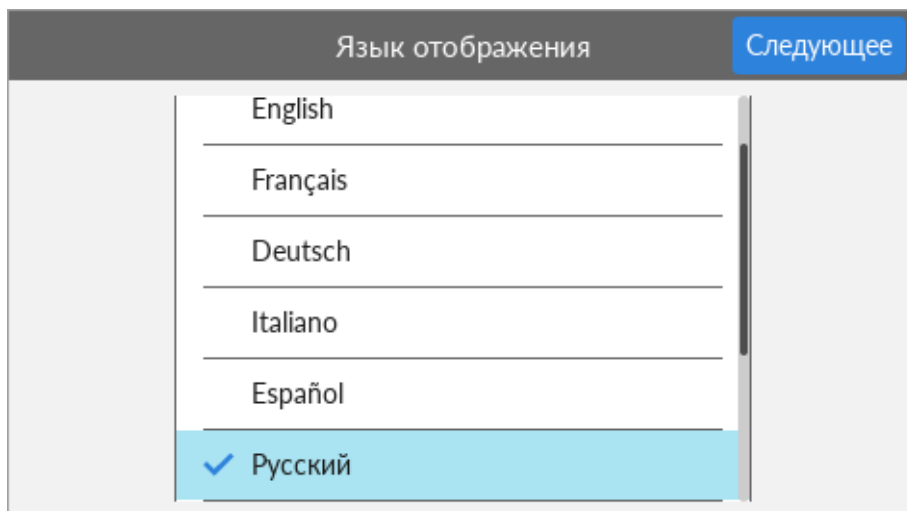 Язык отображения
Следующее
English
Français
Deutsch
Italiano
Español
Русский